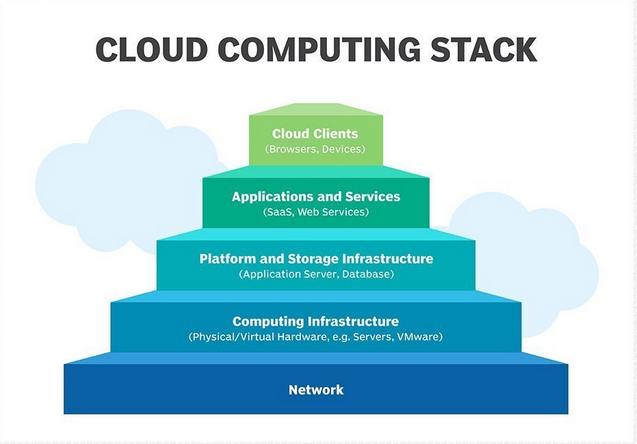 CLOUD COMPUTING STACK
Cloud Clients
(Browsers, Devices)
Applications and Services
(SaaS, Web Services)
Platform and Storage Infrastructure
(Application Server, Database)
Computing Infrastructure
(Physical/Virtual Hardware, e.g. Servers, VMware)
Network